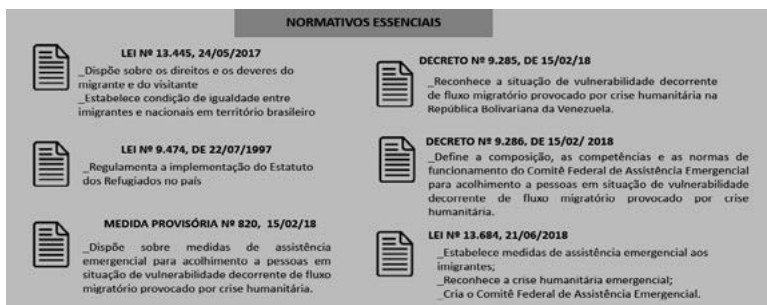 NORMATIVOS ESSENCIAIS
LEI Nº 13.445, 24/05/2017
_Dispõe sobre os direitos e os deveres do
migrante e do visitante
_Estabelece condição de igualdade entre
imigrantes e nacionais em território brasileiro
LEI Nº 9.474, DE 22/07/1997
_Regulamenta a implementação do Estatuto
dos Refugiados no país
MEDIDA PROVISÓRIA Nº 820, 15/02/18
_Dispõe sobre medidas de assistência
emergencial para acolhimento a pessoas em
situação de vulnerabilidade decorrente de fluxo
migratório provocado por crise humanitária.
DECRETO Nº 9.285, DE 15/02/18
_Reconhece a situação de vulnerabilidade decorrente
de fluxo migratório provocado por crise humanitária na
República Bolivariana da Venezuela.
DECRETO Nº 9.286, DE 15/02/ 2018
_Define a composição, as competências e as normas de
funcionamento do Comitê Federal de Assistência Emergencial
para acolhimento a pessoas em situação de vulnerabilidade
decorrente de fluxo migratório provocado por crise
humanitária.
LEI Nº 13.684, 21/06/2018
_Estabelece medidas de assistência emergencial aos
imigrantes;
_Reconhece a crise humanitária emergencial;
_Cria o Comitê Federal de Assistência Emergencial.